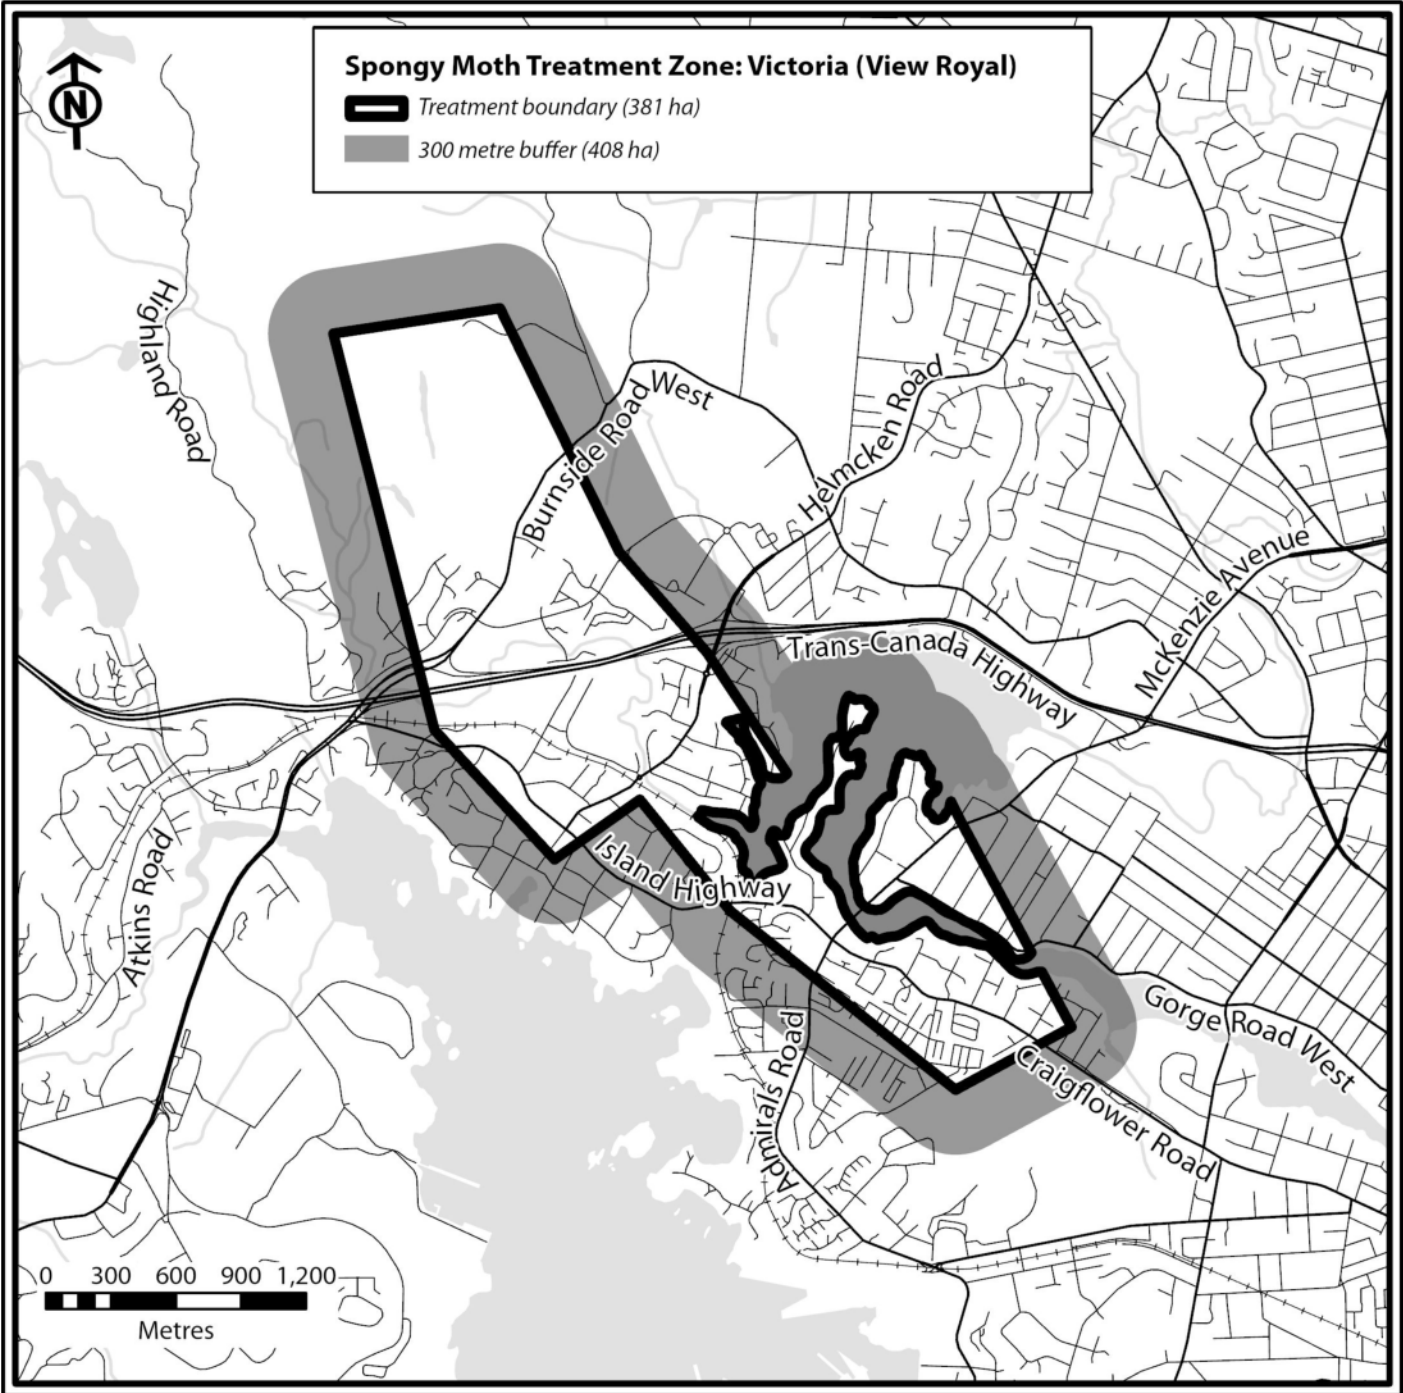 Spongy Moth Treatment Zone: Victoria (View Royal)
Treatment boundary (381 ha)
300 metre buffer (408 ha)
N
Highland Road
Burnside Road West
Helmcken Road
McKenzie Avenue
Trans-Canada Highway
Island Highway
Atkins Road
Admirals Road
Gorge Road West
Craigflower Road
0 300 600 900 1,200
Metres